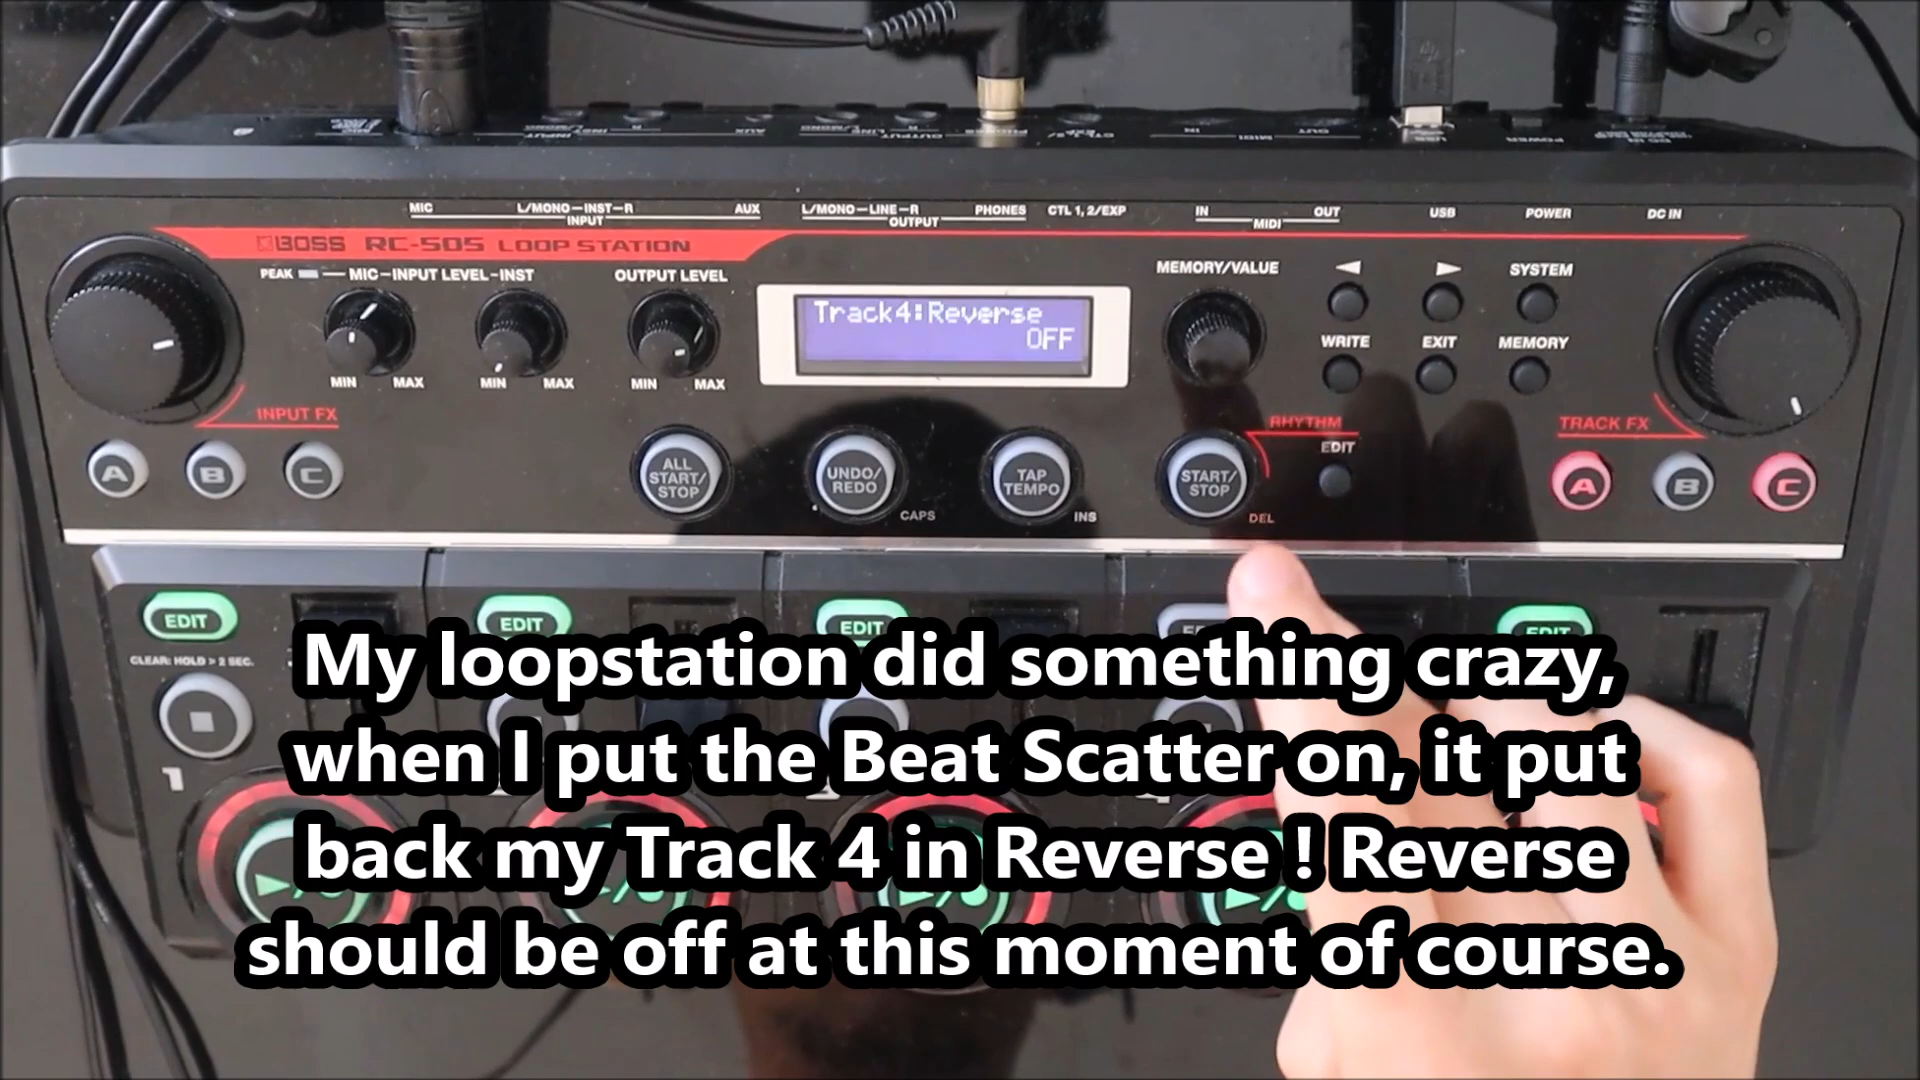 MIC
L/MONO—INST—R
INPUT
AUX
L/MONO—LINE—R
OUTPUT
PHONES
CTL 1, 2/EXP
IN
OUT
MIDI
USB
POWER
DC IN
BOSS RC-505 LOOP STATION
PEAK
MIC—INPUT LEVEL—INST
OUTPUT LEVEL
MEMORY/VALUE
SYSTEM
Track4:Reverse
OFF
WRITE
EXIT
MEMORY
MIN
MAX
MIN
MAX
MIN
MAX
INPUT FX
RHYTHM
EDIT
TRACK FX
A
B
C
ALL
START/
STOP
UNDO/
REDO
CAPS
TAP
TEMPO
INS
START/
STOP
DEL
A
B
C
EDIT
EDIT
EDIT
EDIT
CLEAR: HOLD > 2 SEC.
1
My loopstation did something crazy,
when I put the Beat Scatter on, it put
back my Track 4 in Reverse ! Reverse
should be off at this moment of course.